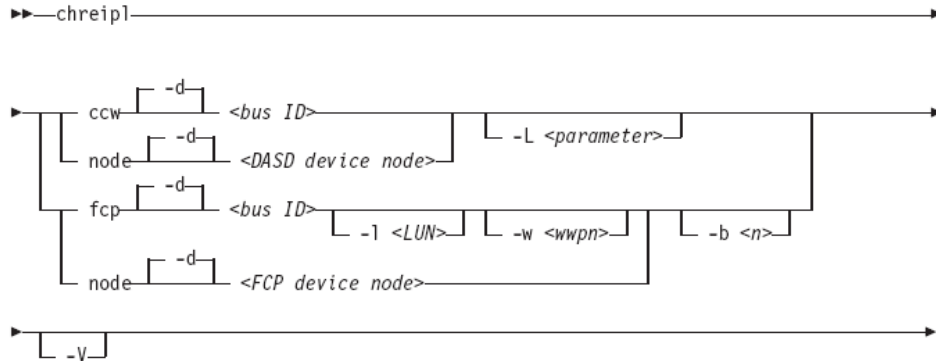 chreipl
-d
ccw <bus ID>
-d -L <parameter>
node <DASD device node>
-d
fcp <bus ID>
-l <LUN> -w <wwpn> -b <n>
-d
node <FCP device node>
-V